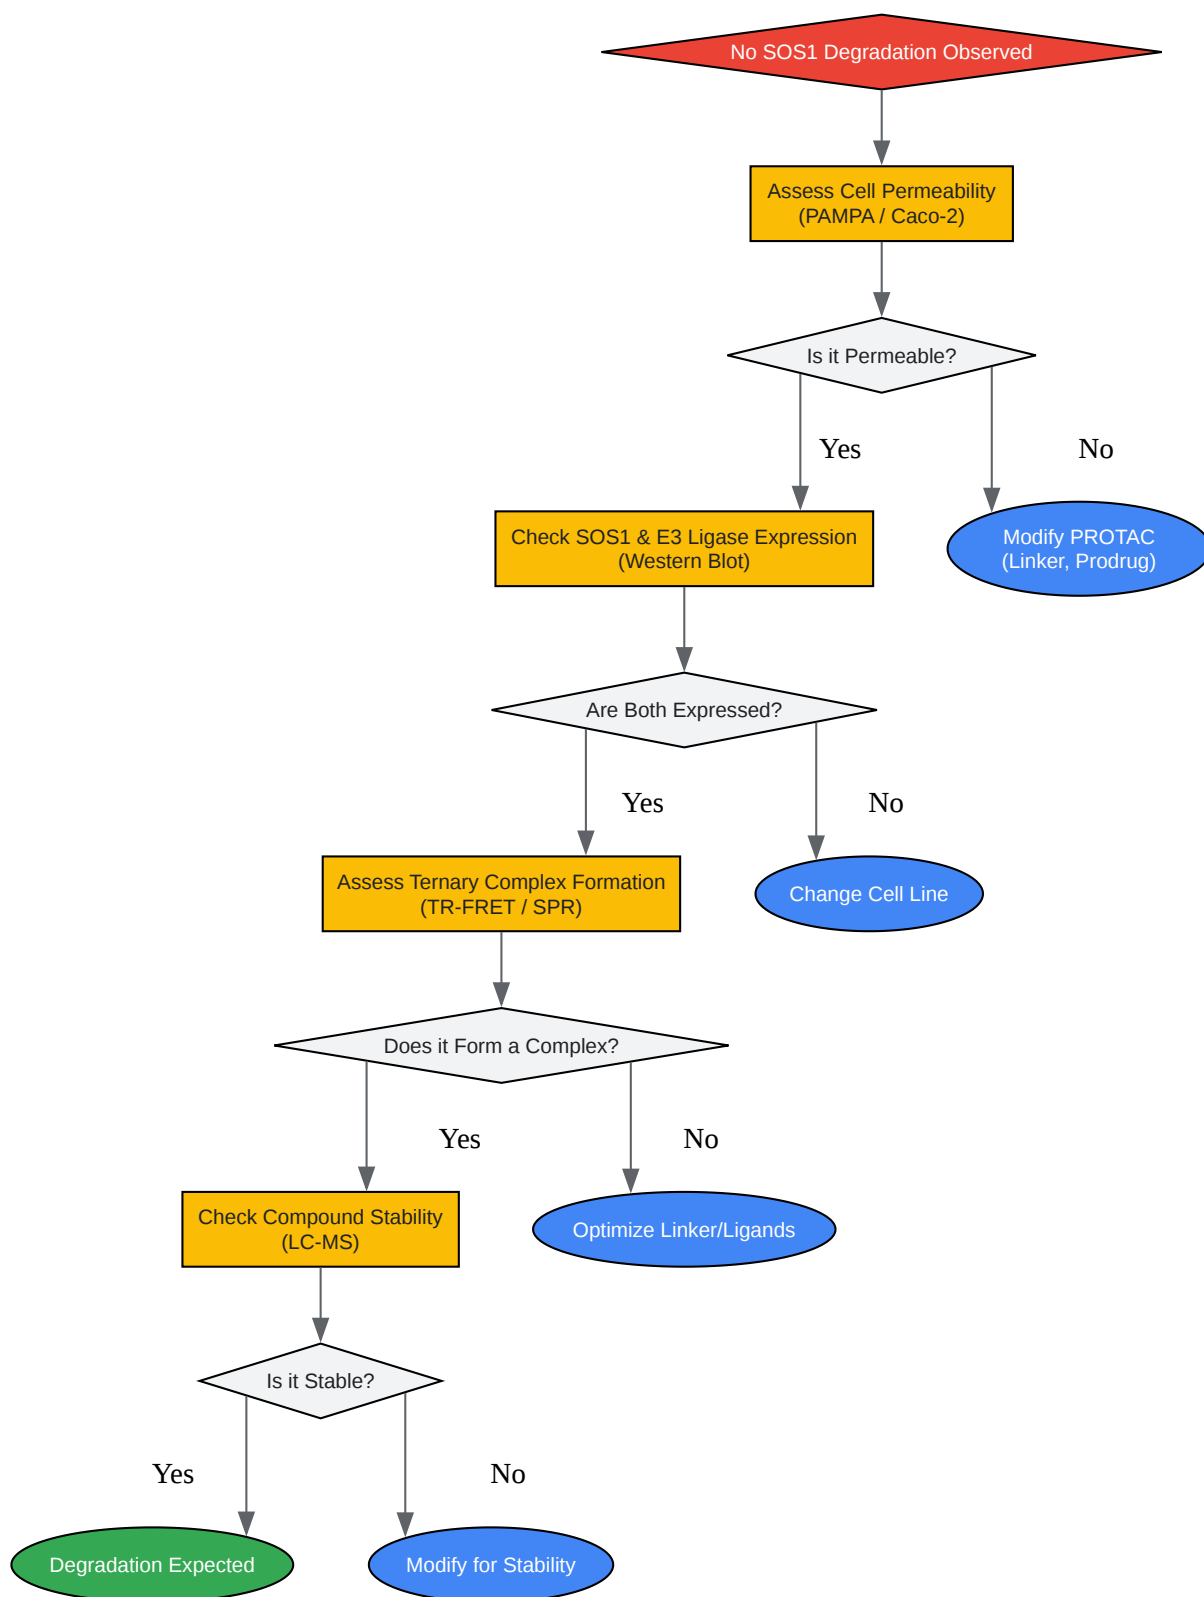 No SOS1 Degradation Observed
Assess Cell Permeability
(PAMPA / Caco-2)
Is it Permeable?
Yes
No
Check SOS1 & E3 Ligase Expression
(Western Blot)
Modify PROTAC
(Linker, Prodrug)
Are Both Expressed?
Yes
No
Assess Ternary Complex Formation
(TR-FRET / SPR)
Change Cell Line
Does it Form a Complex?
Yes
No
Check Compound Stability
(LC-MS)
Optimize Linker/Ligands
Is it Stable?
Yes
No
Degradation Expected
Modify for Stability